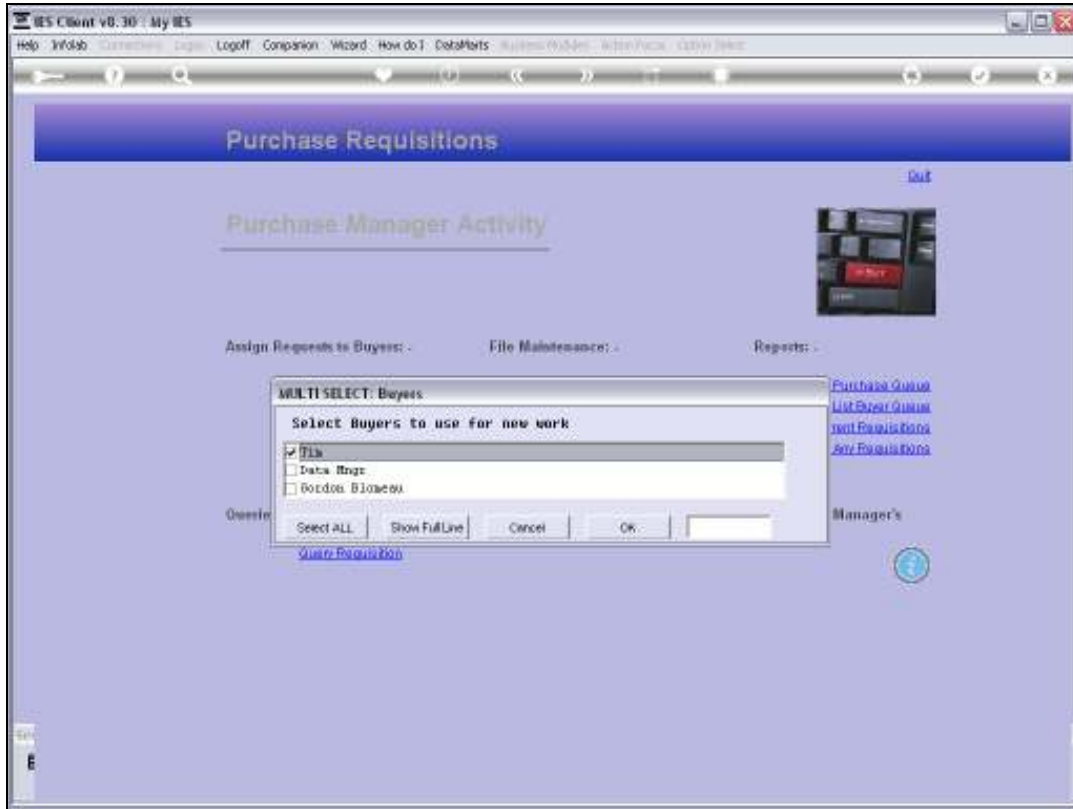 IES Client v8.30 : My IES
Help Infolab Logoff Companion Wizard How do I DataMarts
Purchase Requisitions
Quit
Purchase Manager Activity
Assign Requests to Buyers: -
File Maintenance: -
Reports: -
Purchase Queue
List Buyer Queue
Requisitions
Any Requisitions
MULTI SELECT: Buyers
Select Buyers to use for new work
Tim
Data Mngr
Gordon
Select ALL
Show Full Line
Cancel
OK
Manager's
Query Requisition